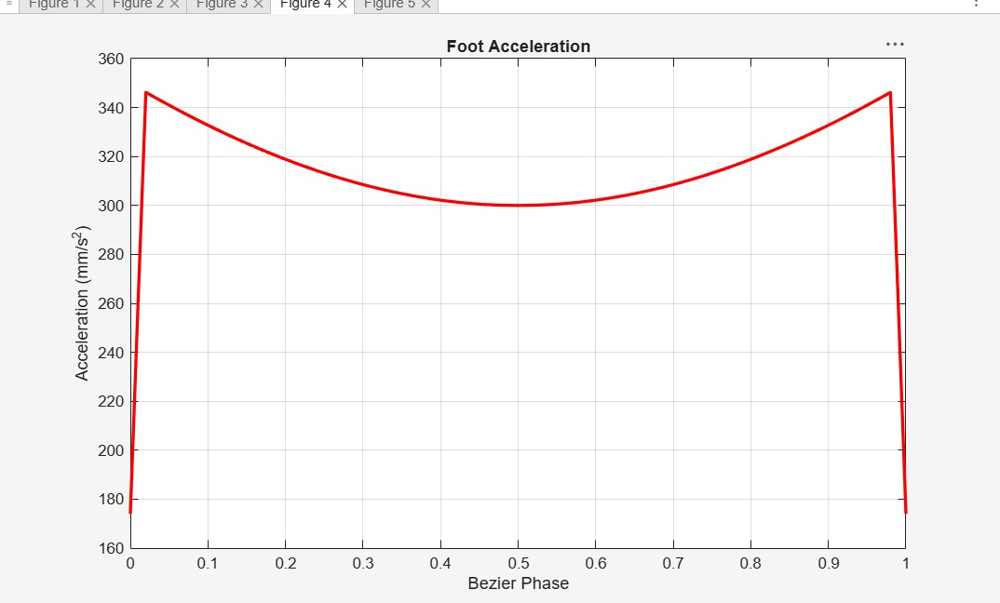 Figure 1 Figure 2 Figure 3 Figure 4 Figure 5
Foot Acceleration
360
340
320
300
280
260
240
220
200
180
160
Acceleration (mm/s²)
0 0.1 0.2 0.3 0.4 0.5 0.6 0.7 0.8 0.9 1
Bezier Phase